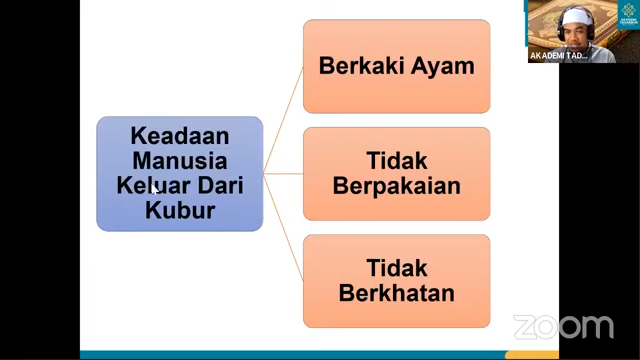 Keadaan
Manusia
Keluar Dari
Kubur
Berkaki Ayam
Tidak
Berpakaian
Tidak
Berkhatan
AKADEMI TAD...
zoom